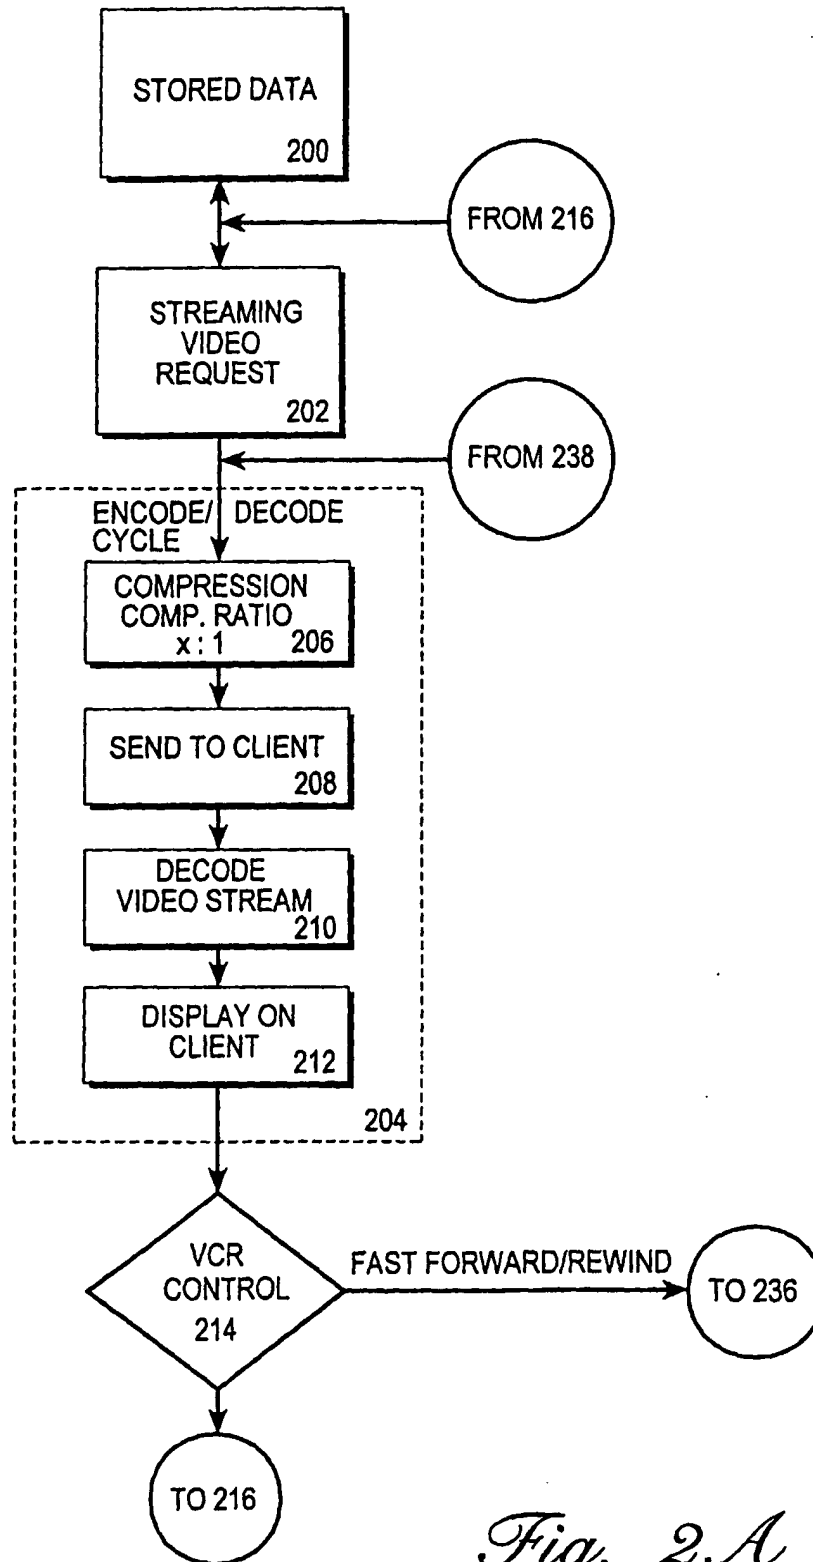 STORED DATA
200
FROM 216
STREAMING
VIDEO
REQUEST
202
FROM 238
ENCODE/ DECODE
CYCLE
COMPRESSION
COMP. RATIO
x : 1 206
SEND TO CLIENT
208
DECODE
VIDEO STREAM
210
DISPLAY ON
CLIENT
212
204
VCR
CONTROL
214
FAST FORWARD/REWIND
TO 236
TO 216
Fig. 2A